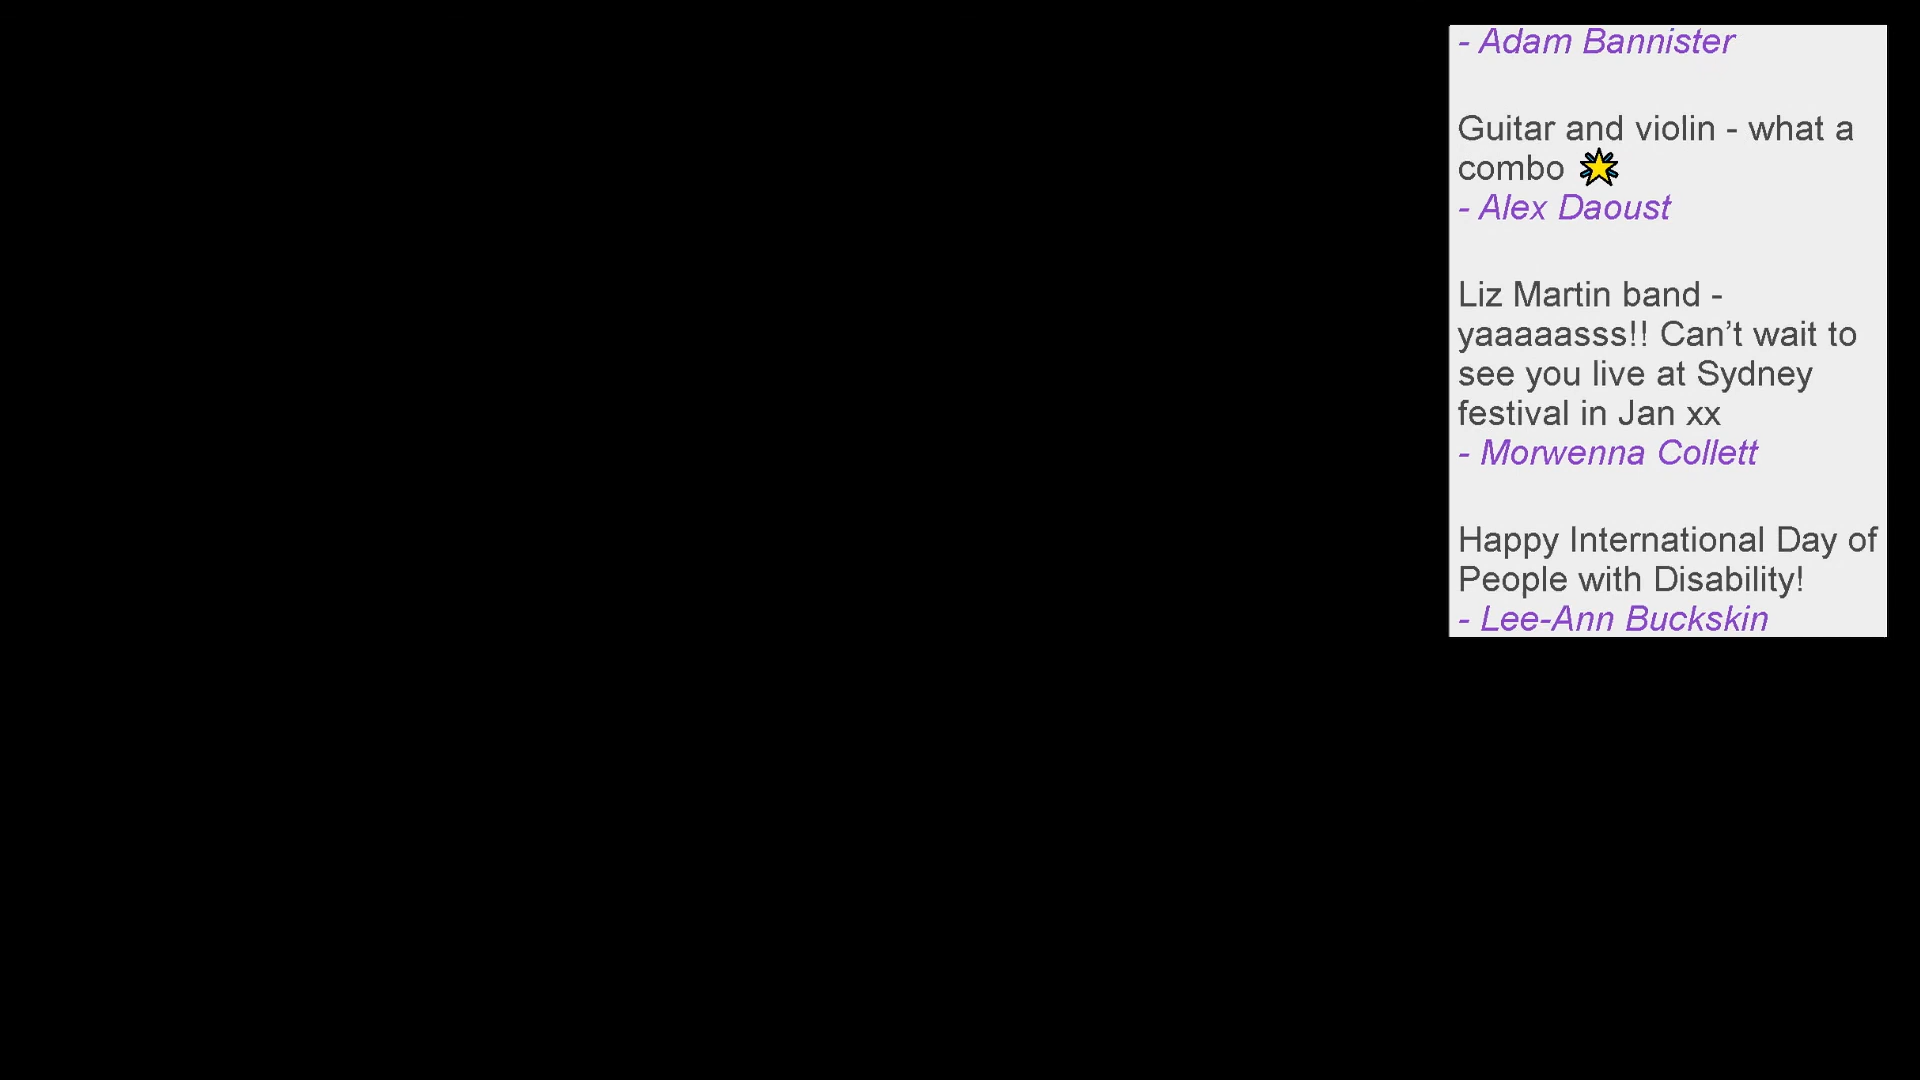 - Adam Bannister
Guitar and violin - what a
combo 🌟
- Alex Daoust
Liz Martin band -
yaaaaasss!! Can’t wait to
see you live at Sydney
festival in Jan xx
- Morwenna Collett
Happy International Day of
People with Disability!
- Lee-Ann Buckskin